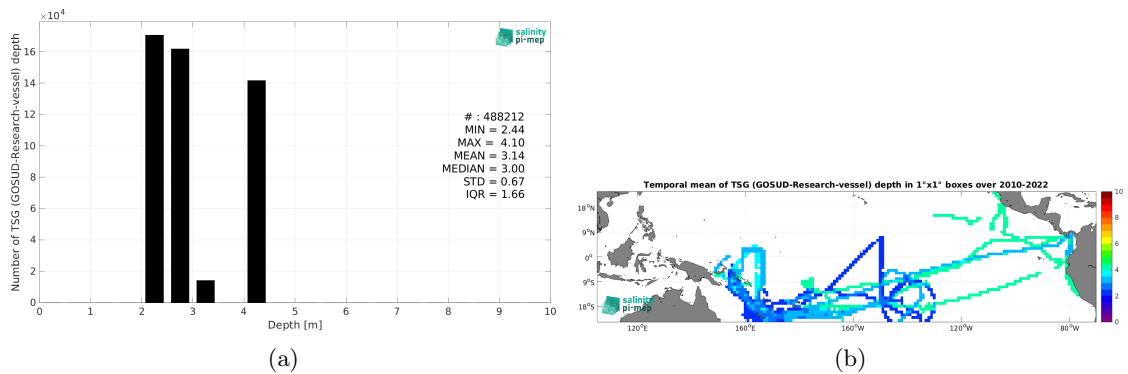 ×10⁴
salinity
pi-mep
Number of TSG (GOSUD-Research-vessel) depth
16
14
12
10
8
6
4
2
0
# : 488212
MIN = 2.44
MAX = 4.10
MEAN = 3.14
MEDIAN = 3.00
STD = 0.67
IQR = 1.66
0 1 2 3 4 5 6 7 8 9 10
Depth [m]
(a)
Temporal mean of TSG (GOSUD-Research-vessel) depth in 1°x1° boxes over 2010-2022
18°N
9°N
0°
9°S
18°S
salinity
pi-mep
120°E 160°E 160°W 120°W 80°W
10
8
6
4
2
0
(b)